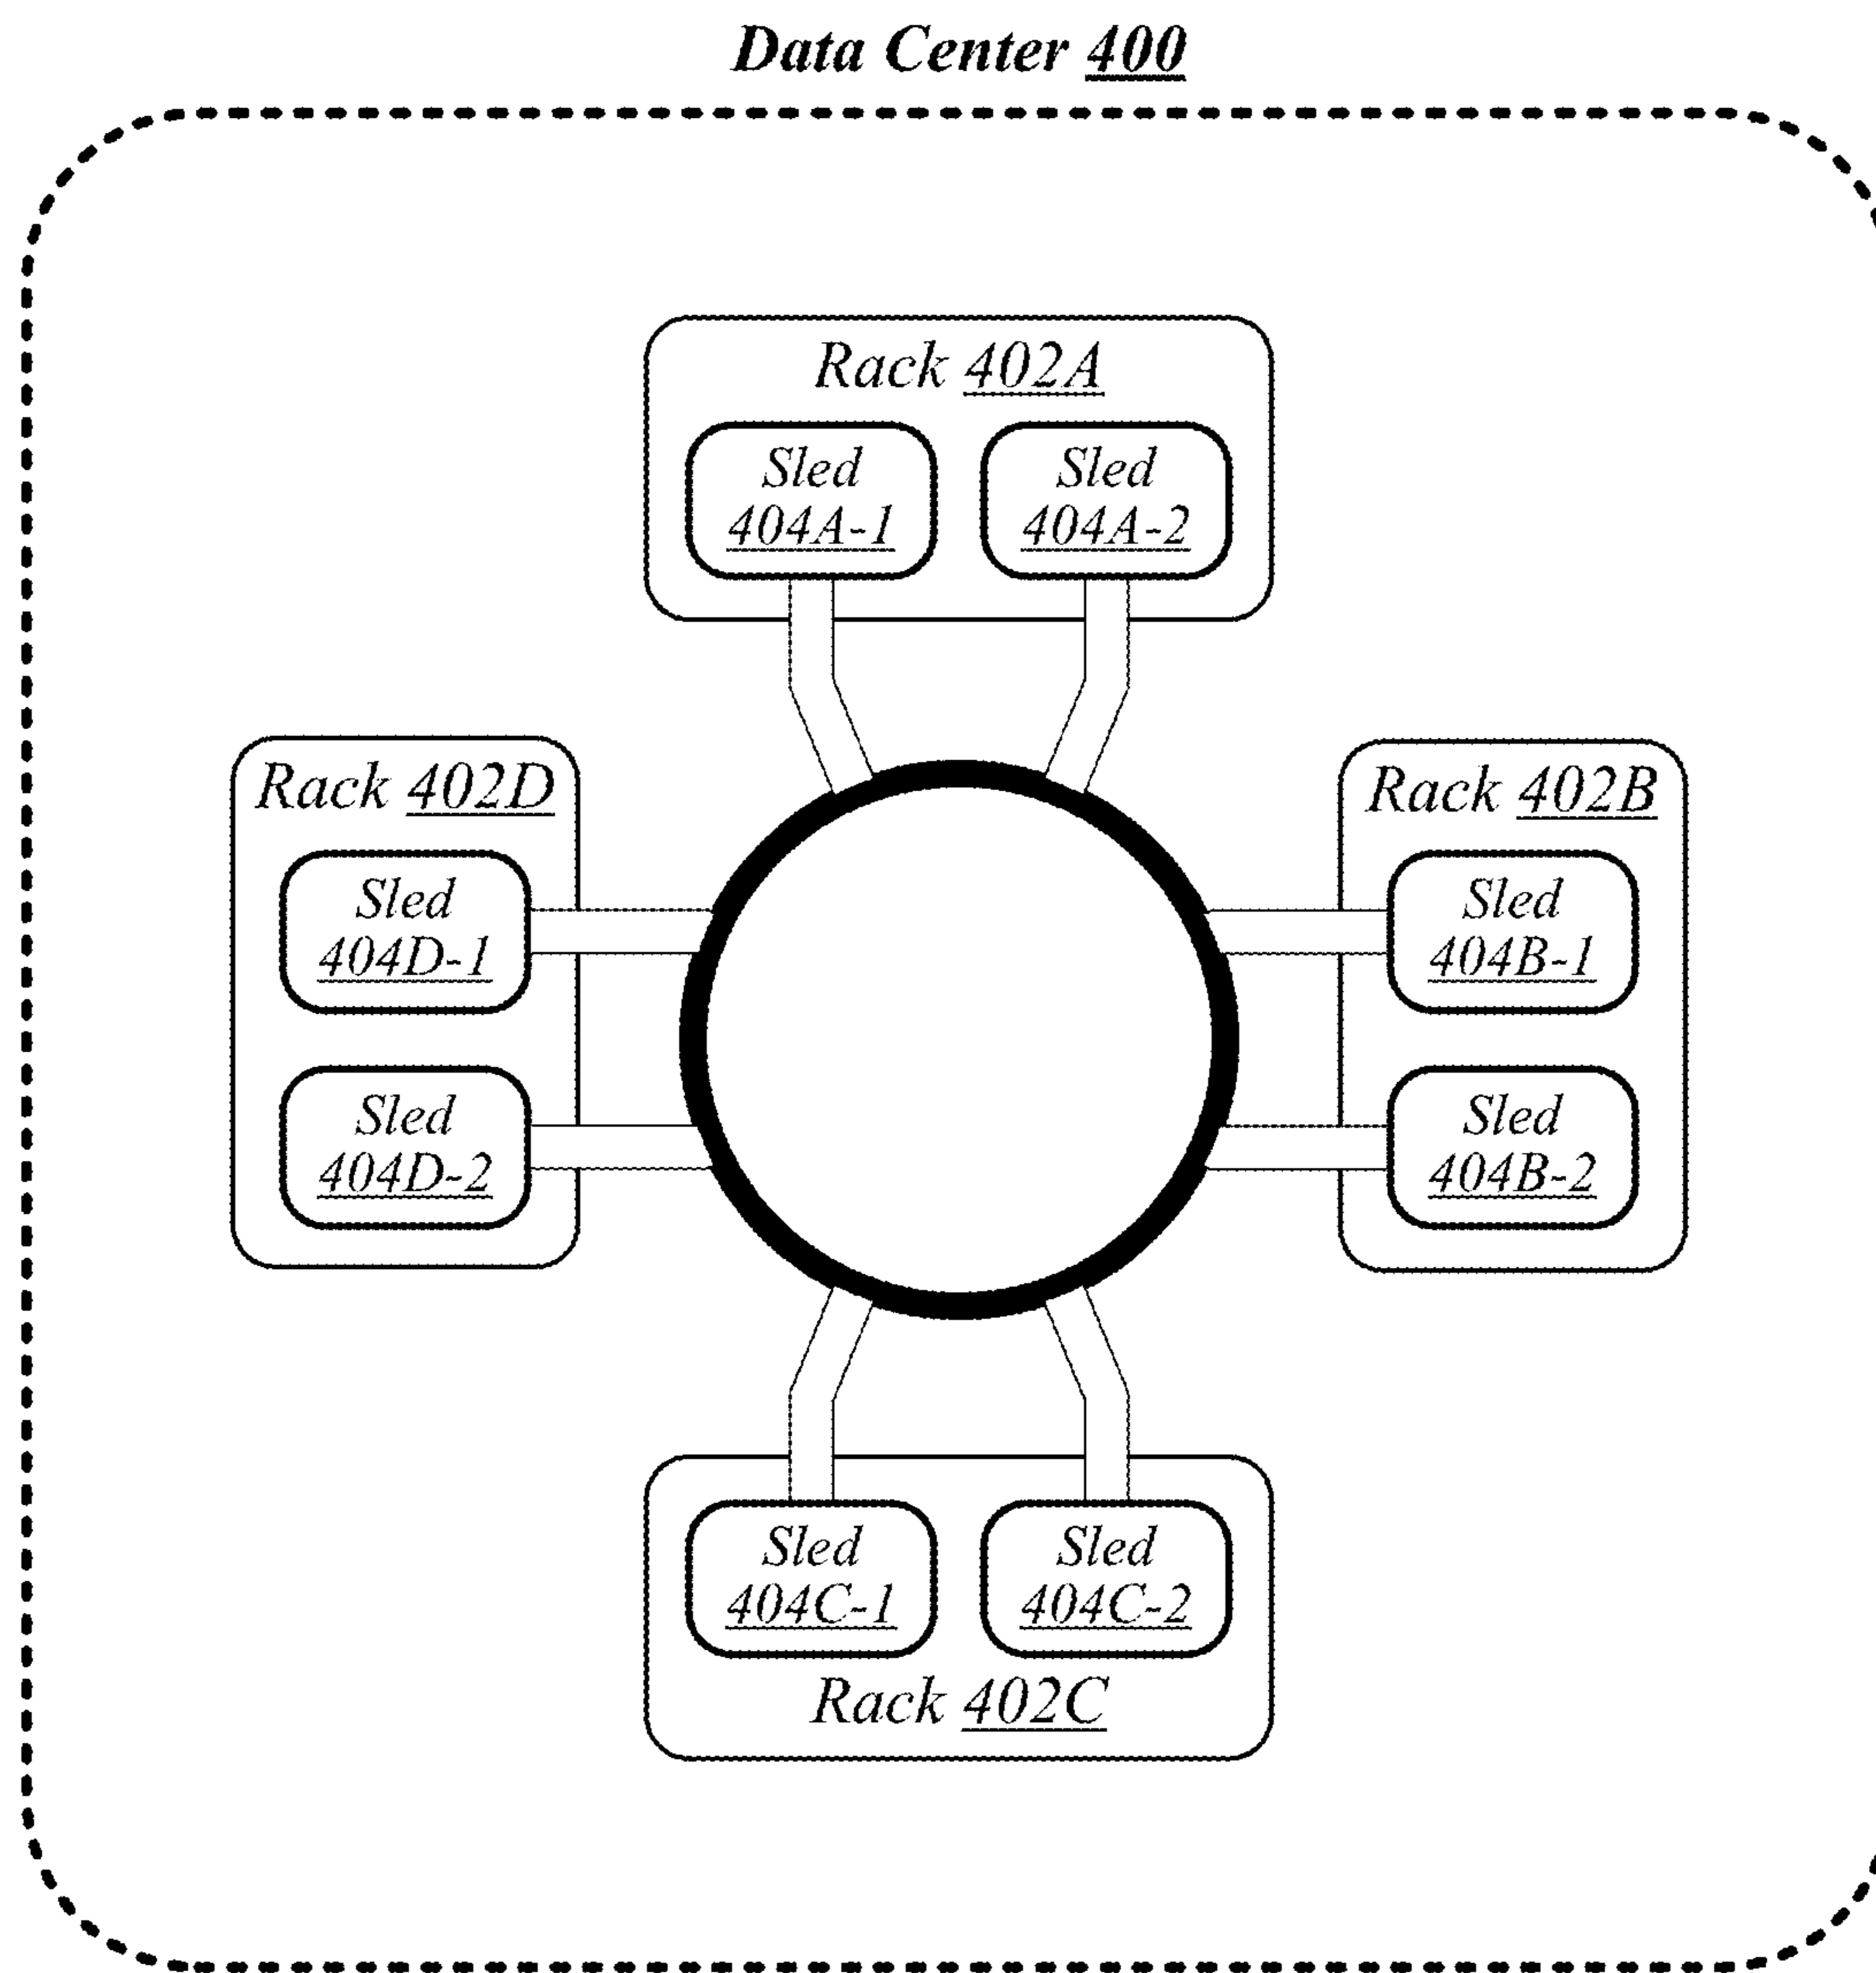 Data Center 400
Rack 402A
Sled
404A-1
Sled
404A-2
Rack 402D
Sled
404D-1
Sled
404D-2
Rack 402B
Sled
404B-1
Sled
404B-2
Sled
404C-1
Sled
404C-2
Rack 402C